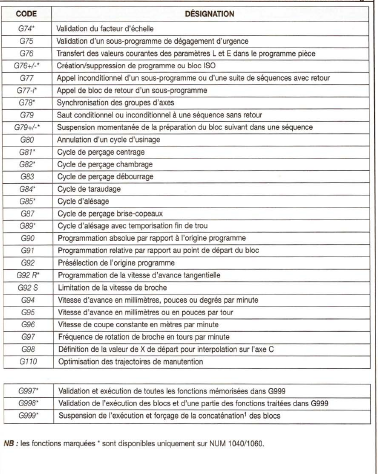 CODE DÉSIGNATION
G74* Validation du facteur d'échelle
G75 Validation d'un sous-programme de dégagement d'urgence
G76 Transfert des valeurs courantes des paramètres L et E dans le programme pièce
G76+/-* Création/suppression de programme ou bloc ISO
G77 Appel inconditionnel d'un sous-programme ou d'une suite de séquences avec retour
G77-i* Appel de bloc de retour d'un sous-programme
G78* Synchronisation des groupes d'axes
G79 Saut conditionnel ou inconditionnel à une séquence sans retour
G79+/-* Suspension momentanée de la préparation du bloc suivant dans une séquence
G80 Annulation d'un cycle d'usinage
G81* Cycle de perçage centrage
G82* Cycle de perçage chambrage
G83 Cycle de perçage débourrage
G84* Cycle de taraudage
G85* Cycle d'alésage
G87 Cycle de perçage brise-copeaux
G89* Cycle d'alésage avec temporisation fin de trou
G90 Programmation absolue par rapport à l'origine programme
G91 Programmation relative par rapport au point de départ du bloc
G92 Présélection de l'origine programme
G92 R* Programmation de la vitesse d'avance tangentielle
G92 S Limitation de la vitesse de broche
G94 Vitesse d'avance en millimètres, pouces ou degrés par minute
G95 Vitesse d'avance en millimètres ou en pouces par tour
G96 Vitesse de coupe constante en mètres par minute
G97 Fréquence de rotation de broche en tours par minute
G98 Définition de la valeur de X de départ pour interpolation sur l'axe C
G110 Optimisation des trajectoires de manutention
G997* Validation et exécution de toutes les fonctions mémorisées dans G999
G998* Validation de l'exécution des blocs et d'une partie des fonctions traitées dans G999
G999* Suspension de l'exécution et forçage de la concaténation¹ des blocs
NB : les fonctions marquées * sont disponibles uniquement sur NUM 1040/1060.